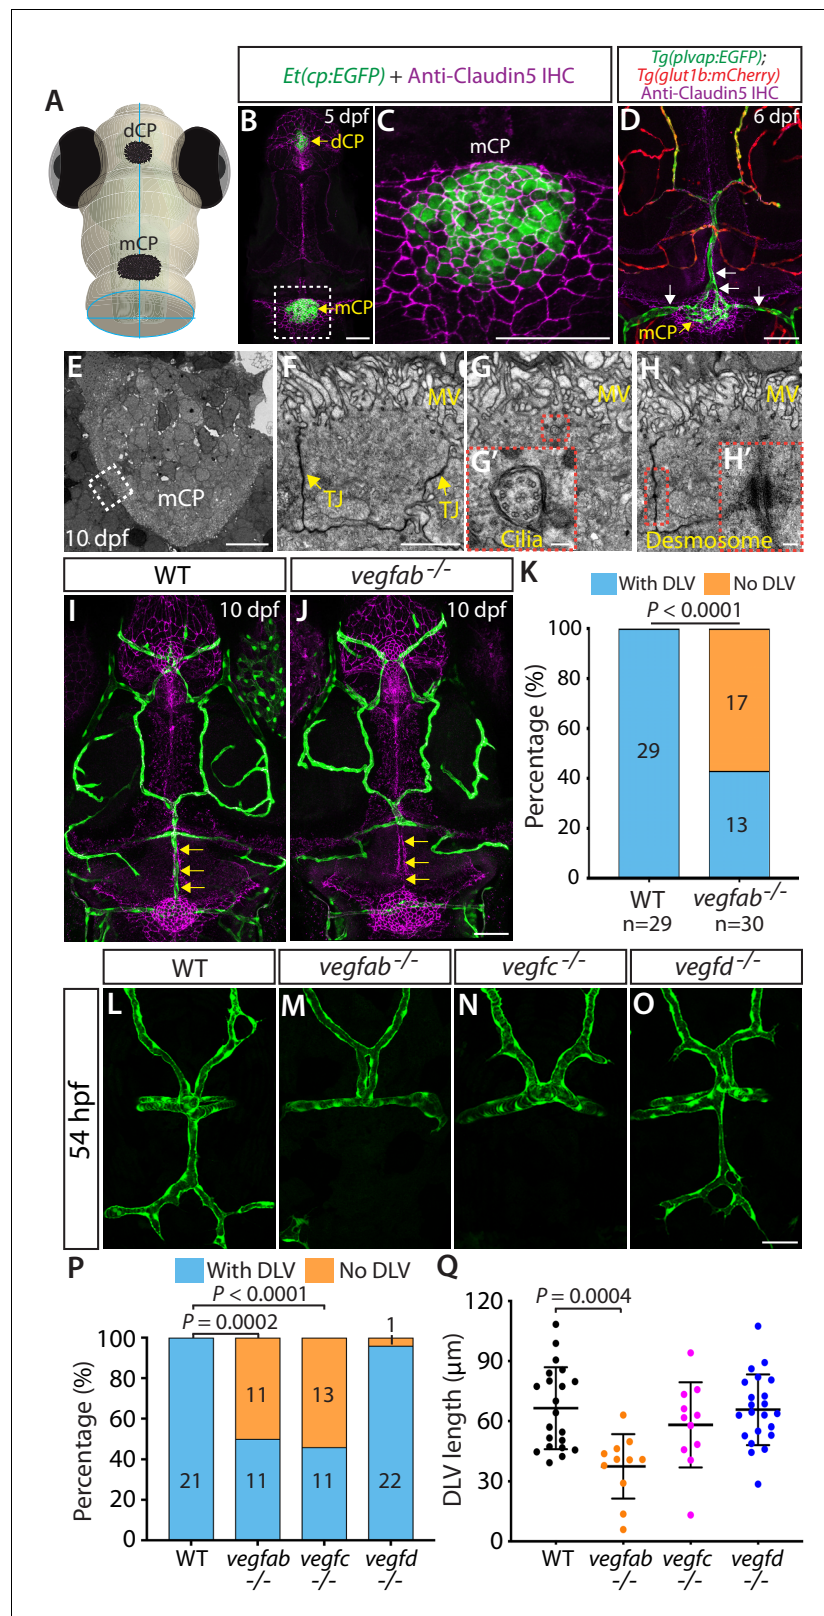 A
dCP
mCP
Et(cp:EGFP) + Anti-Claudin5 IHC
Tg(plvap:EGFP);
Tg(glut1b:mCherry)
Anti-Claudin5 IHC
B
5 dpf
dCP
mCP
C
mCP
D
6 dpf
mCP
E
mCP
10 dpf
F
MV
TJ
TJ
G
MV
G′
Cilia
H
MV
H′
Desmosome
WT
vegfab-/-
I
10 dpf
J
10 dpf
K
With DLV
No DLV
P < 0.0001
Percentage (%)
100
80
60
40
20
0
29
17
13
WT
n=29
vegfab-/-
n=30
WT
vegfab-/-
vegfc-/-
vegfd-/-
54 hpf
L
M
N
O
P
With DLV
No DLV
P < 0.0001
P = 0.0002
1
Percentage (%)
100
80
60
40
20
0
21
11
11
13
11
22
WT
vegfab
-/-
vegfc
-/-
vegfd
-/-
Q
P = 0.0004
DLV length (μm)
120
90
60
30
0
WT
vegfab
-/-
vegfc
-/-
vegfd
-/-